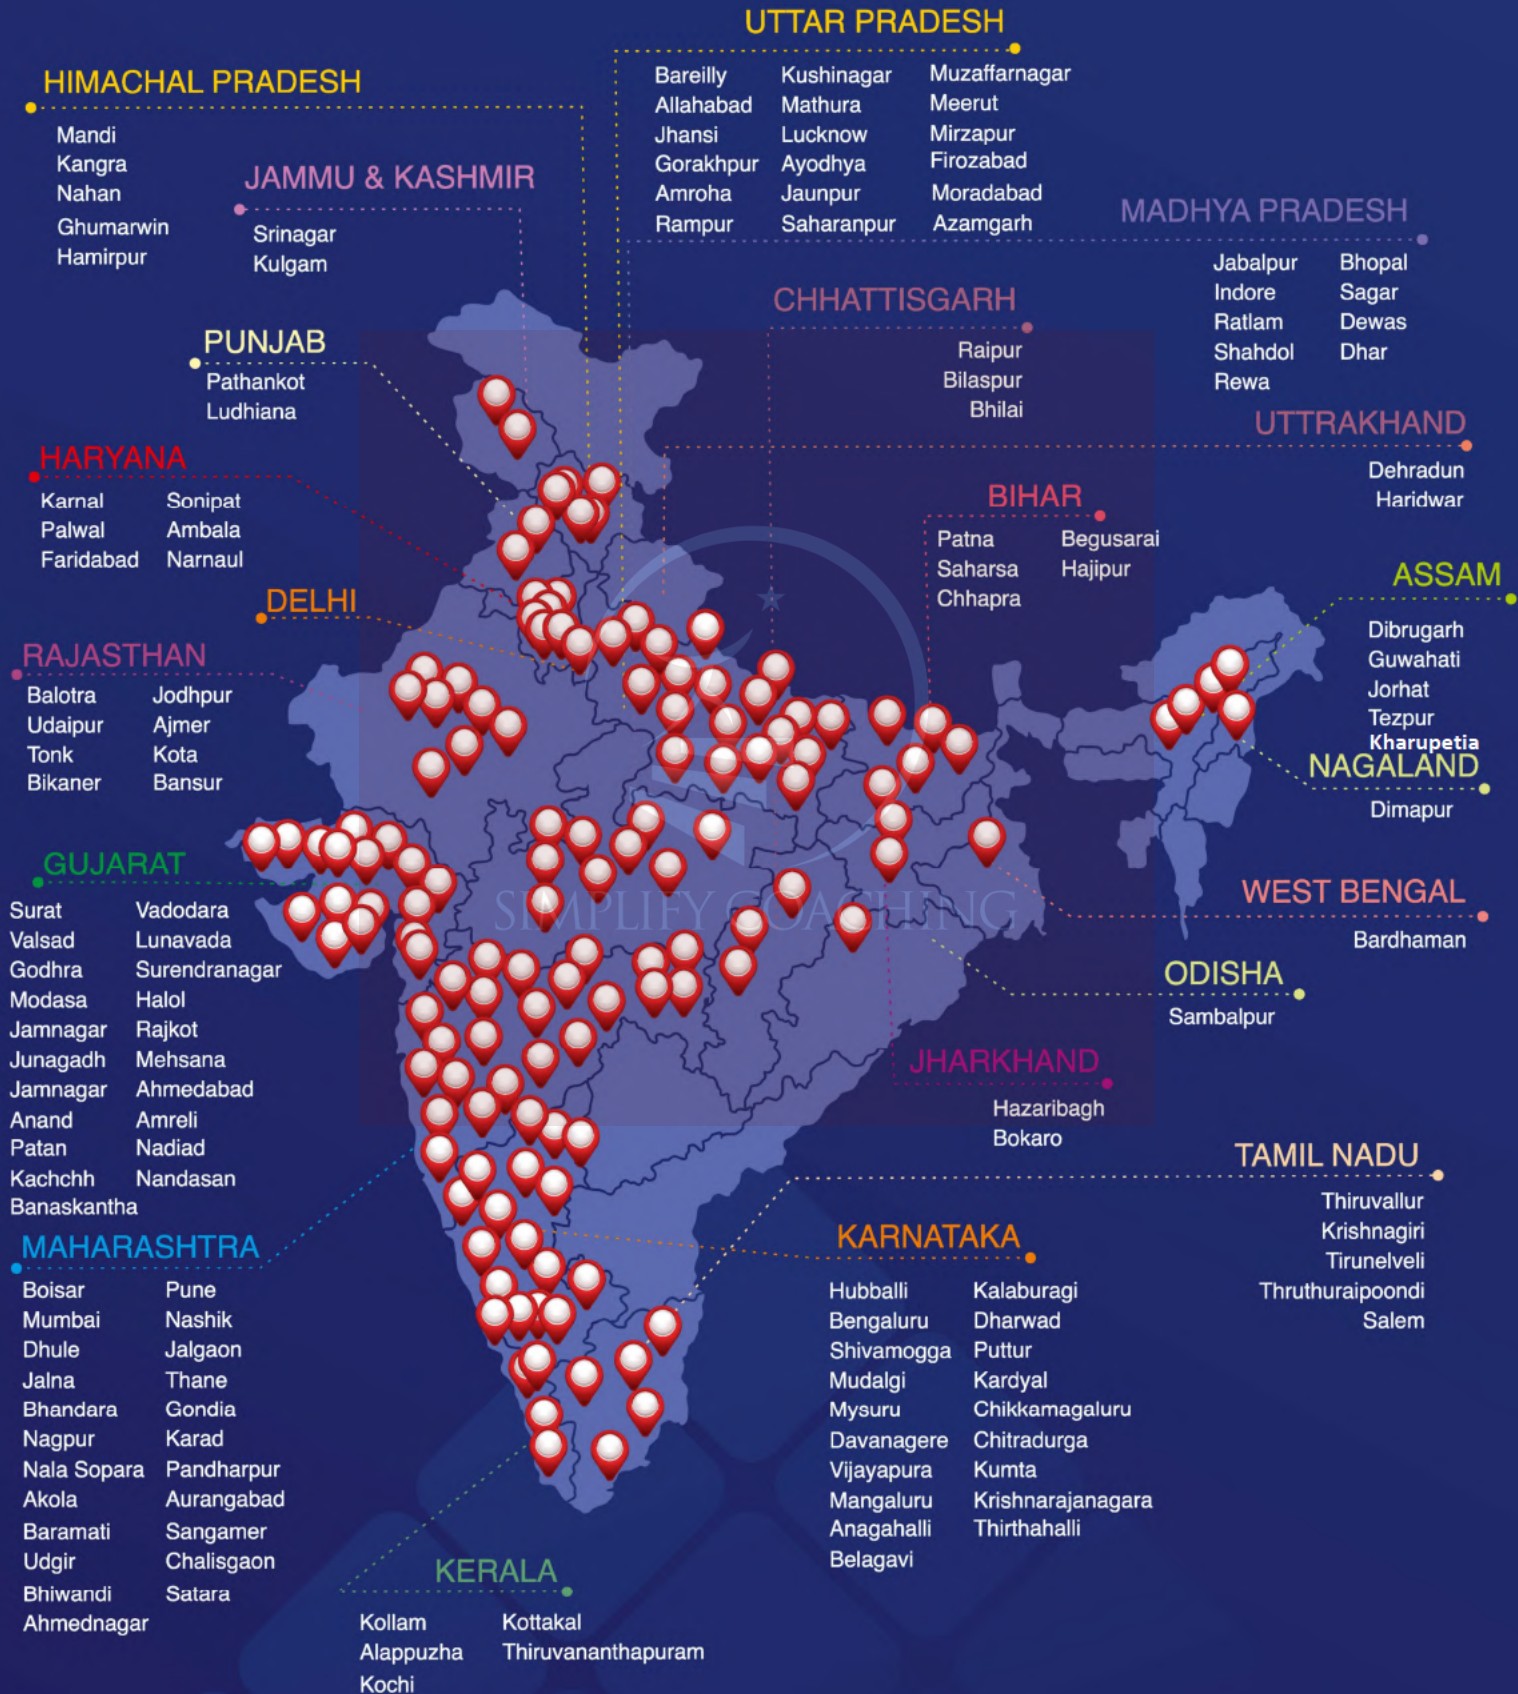 UTTAR PRADESH
Bareilly Kushinagar Muzaffarnagar
Allahabad Mathura Meerut
Jhansi Lucknow Mirzapur
Gorakhpur Ayodhya Firozabad
Amroha Jaunpur Moradabad
Rampur Saharanpur Azamgarh
HIMACHAL PRADESH
Mandi
Kangra
Nahan
Ghumarwin
Hamirpur
JAMMU & KASHMIR
Srinagar
Kulgam
MADHYA PRADESH
Jabalpur Bhopal
Indore Sagar
Ratlam Dewas
Shahdol Dhar
Rewa
CHHATTISGARH
Raipur
Bilaspur
Bhilai
PUNJAB
Pathankot
Ludhiana
UTTRAKHAND
Dehradun
Haridwar
HARYANA
Karnal Sonipat
Palwal Ambala
Faridabad Narnaul
BIHAR
Patna Begusarai
Saharsa Hajipur
Chhapra
ASSAM
Dibrugarh
Guwahati
Jorhat
Tezpur
Kharupetia
DELHI
RAJASTHAN
Balotra Jodhpur
Udaipur Ajmer
Tonk Kota
Bikaner Bansur
NAGALAND
Dimapur
GUJARAT
Surat Vadodara
Valsad Lunavada
Godhra Surendranagar
Modasa Halol
Jamnagar Rajkot
Junagadh Mehsana
Jamnagar Ahmedabad
Anand Amreli
Patan Nadiad
Kachchh Nandasan
Banaskantha
SIMPLIFY COACHING
WEST BENGAL
Bardhaman
ODISHA
Sambalpur
JHARKHAND
Hazaribagh
Bokaro
TAMIL NADU
Thiruvallur
Krishnagiri
Tirunelveli
Thruthuraipoondi
Salem
MAHARASHTRA
Boisar Pune
Mumbai Nashik
Dhule Jalgaon
Jalna Thane
Bhandara Gondia
Nagpur Karad
Nala Sopara Pandharpur
Akola Aurangabad
Baramati Sangamer
Udgir Chalisgaon
Bhiwandi Satara
Ahmednagar
KARNATAKA
Hubballi Kalaburagi
Bengaluru Dharwad
Shivamogga Puttur
Mudalgi Kardyal
Mysuru Chikkamagaluru
Davanagere Chitradurga
Vijayapura Kumta
Mangaluru Krishnarajanagara
Anagahalli Thirthahalli
Belagavi
KERALA
Kollam Kottakal
Alappuzha Thiruvananthapuram
Kochi